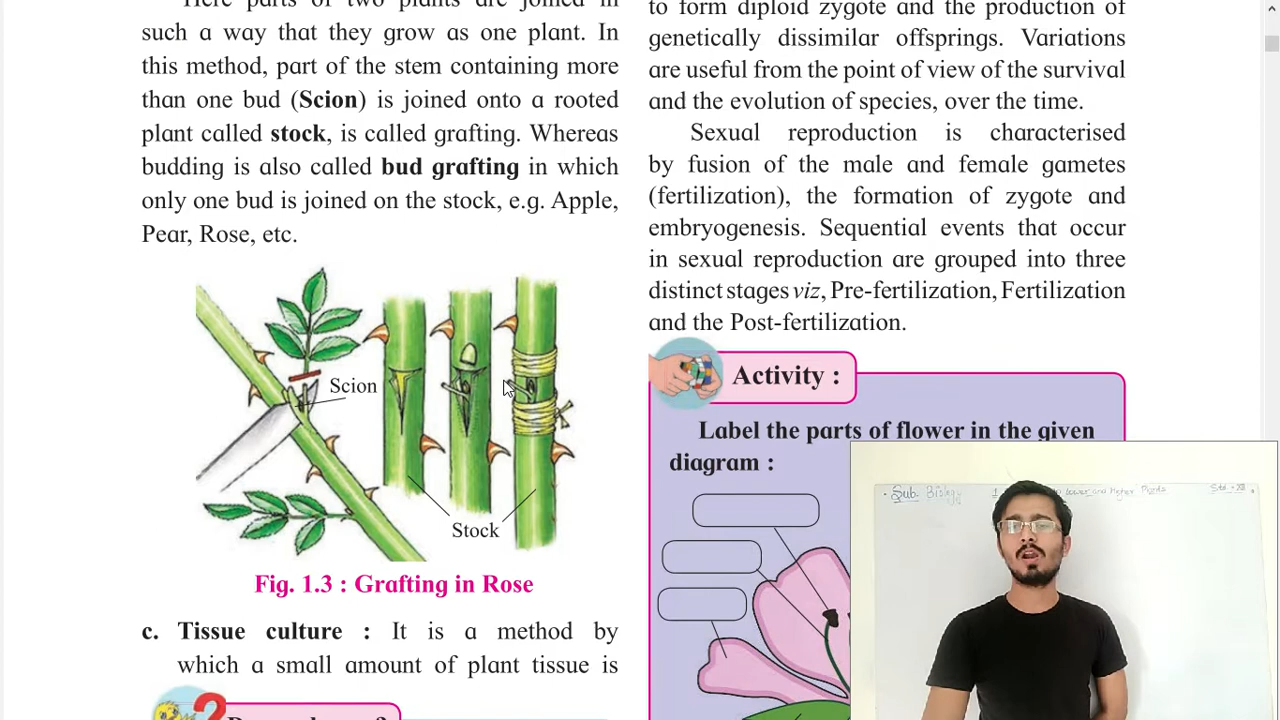 Here parts of two plants are joined in
such a way that they grow as one plant. In
this method, part of the stem containing more
than one bud (Scion) is joined onto a rooted
plant called stock, is called grafting. Whereas
budding is also called bud grafting in which
only one bud is joined on the stock, e.g. Apple,
Pear, Rose, etc.
Scion
Stock
Fig. 1.3 : Grafting in Rose
c. Tissue culture : It is a method by
which a small amount of plant tissue is
to form diploid zygote and the production of
genetically dissimilar offsprings. Variations
are useful from the point of view of the survival
and the evolution of species, over the time.
Sexual reproduction is characterised
by fusion of the male and female gametes
(fertilization), the formation of zygote and
embryogenesis. Sequential events that occur
in sexual reproduction are grouped into three
distinct stages viz, Pre-fertilization, Fertilization
and the Post-fertilization.
Activity :
Label the parts of flower in the given
diagram :
Sub. Biology
Lower and Higher Plants
Std - XII